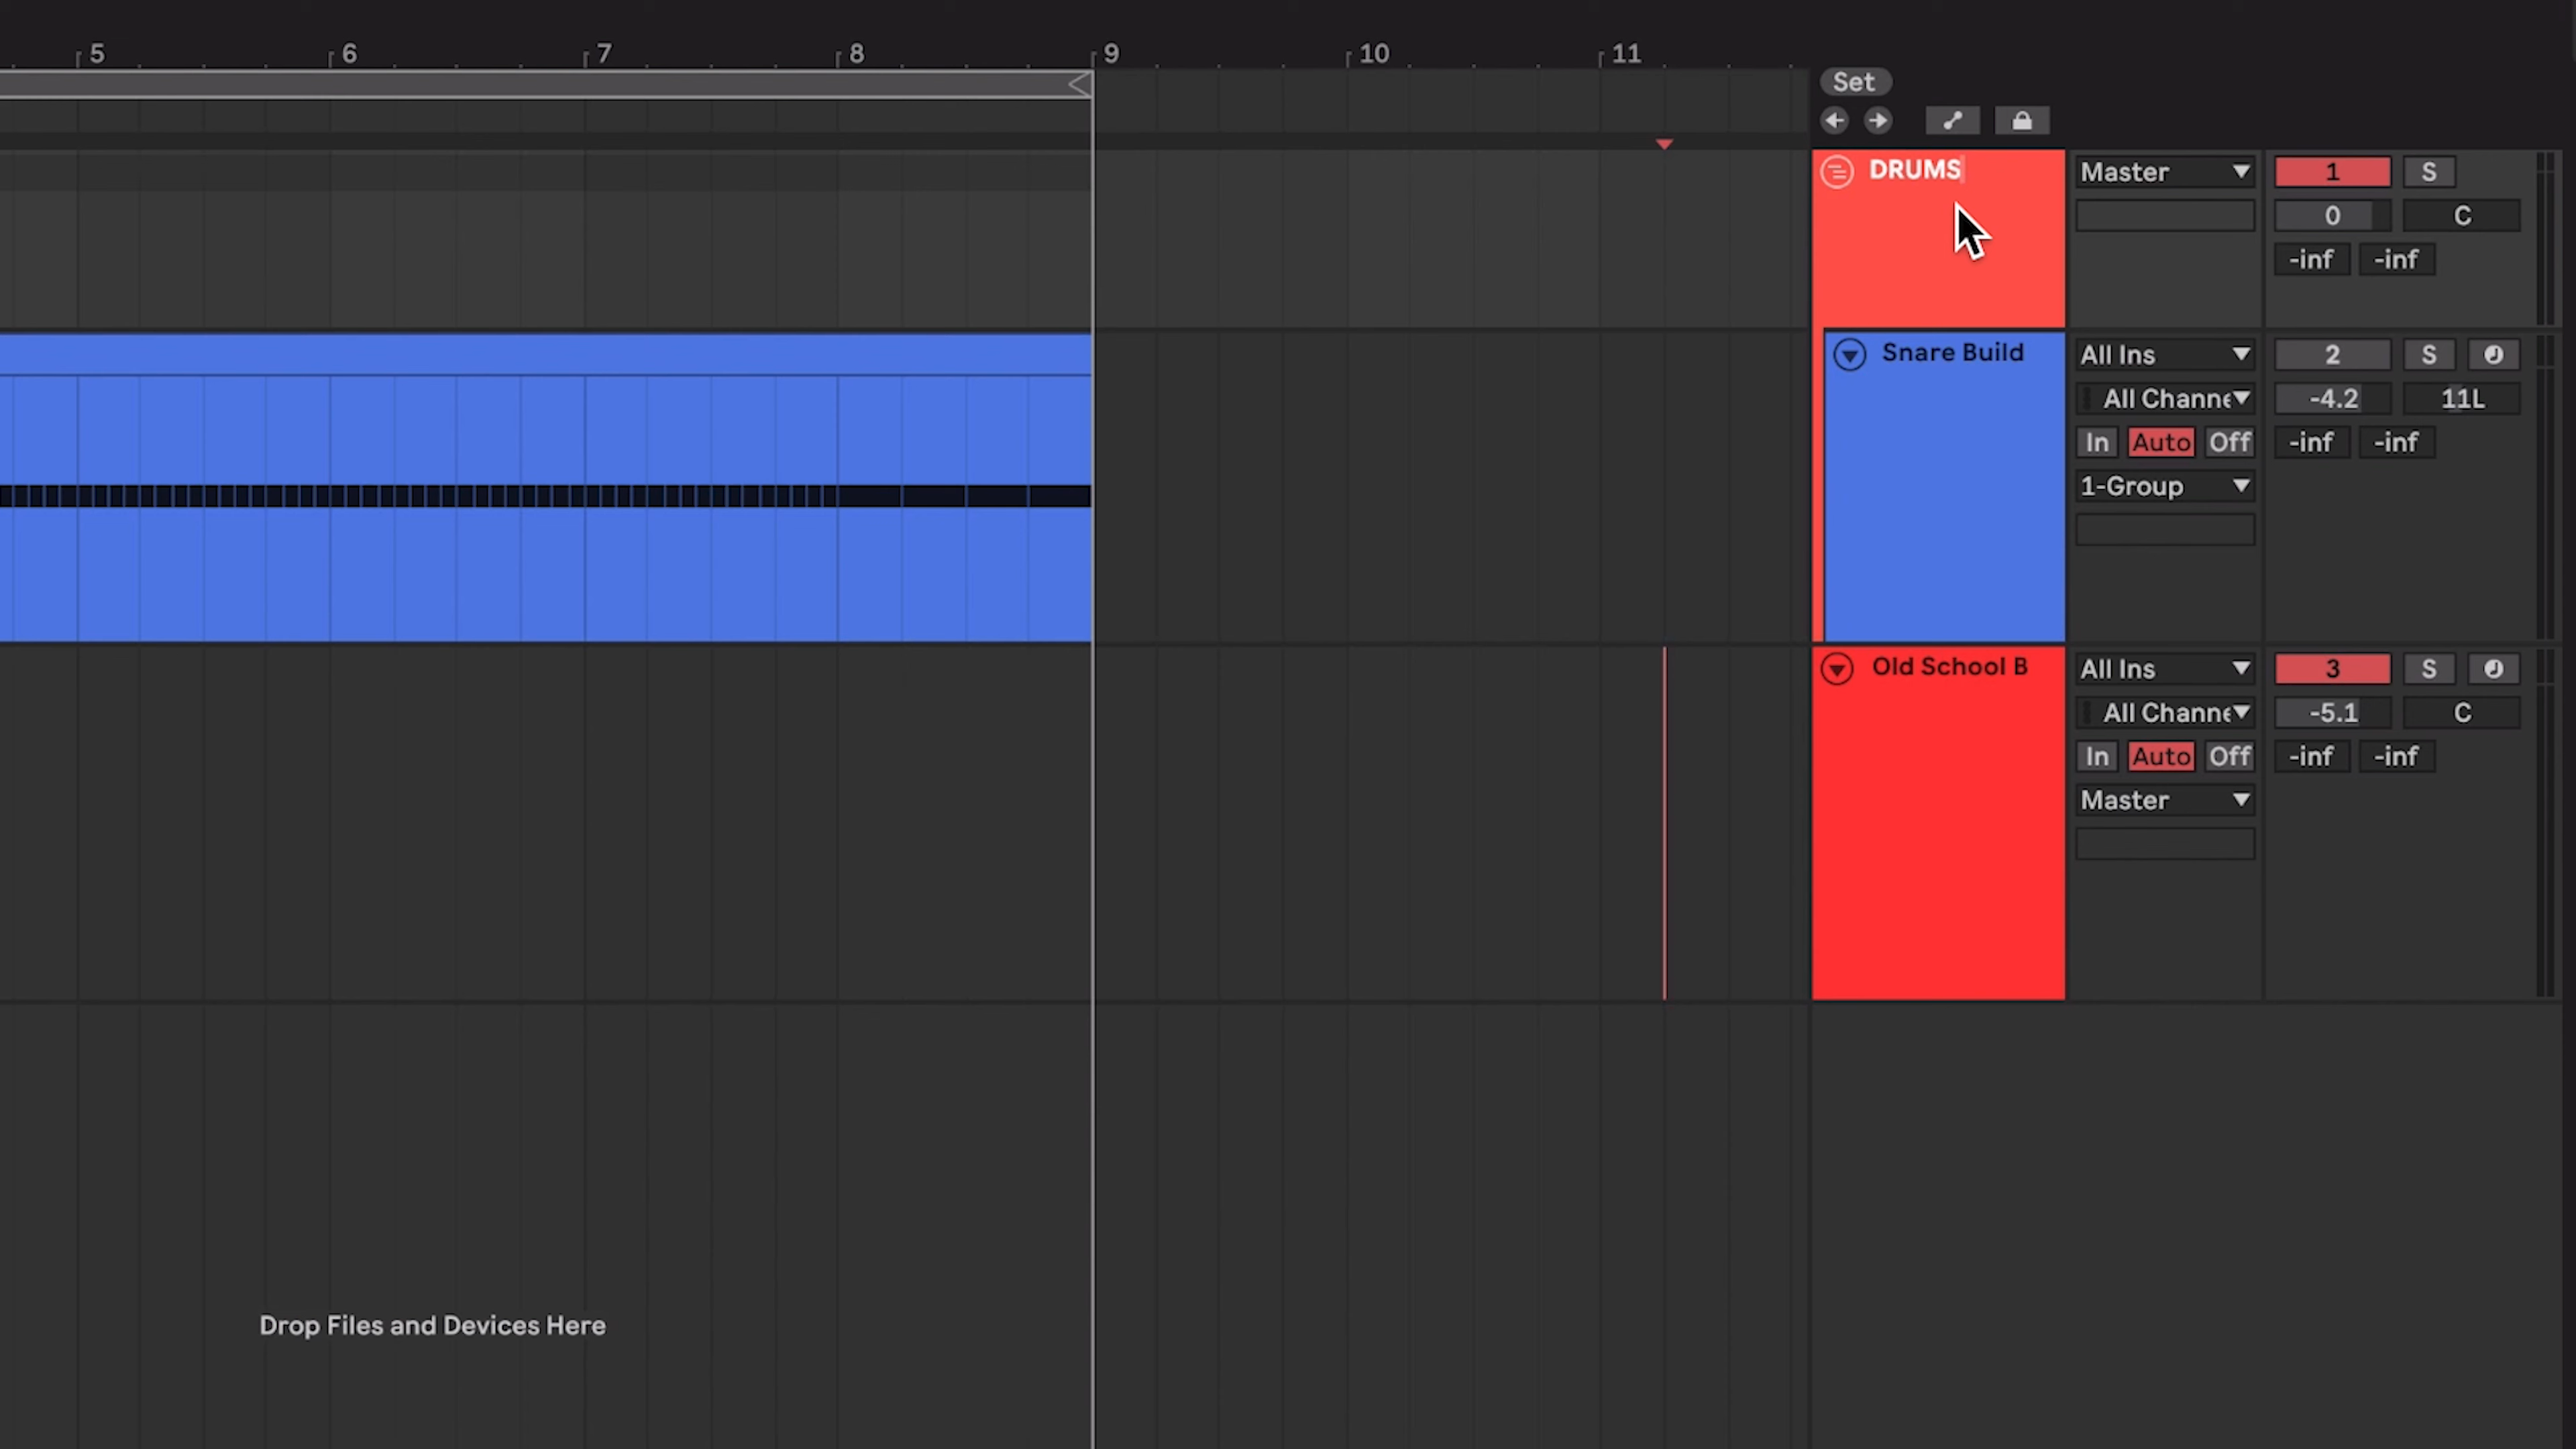 5 6 7 8 9 10 11
Set
DRUMS Master 1 S
0 C
-inf -inf
Snare Build All Ins 2 S
All Channe -4.2 11L
In Auto Off -inf -inf
1-Group
Old School B All Ins 3 S
All Channe -5.1 C
In Auto Off -inf -inf
Master
Drop Files and Devices Here